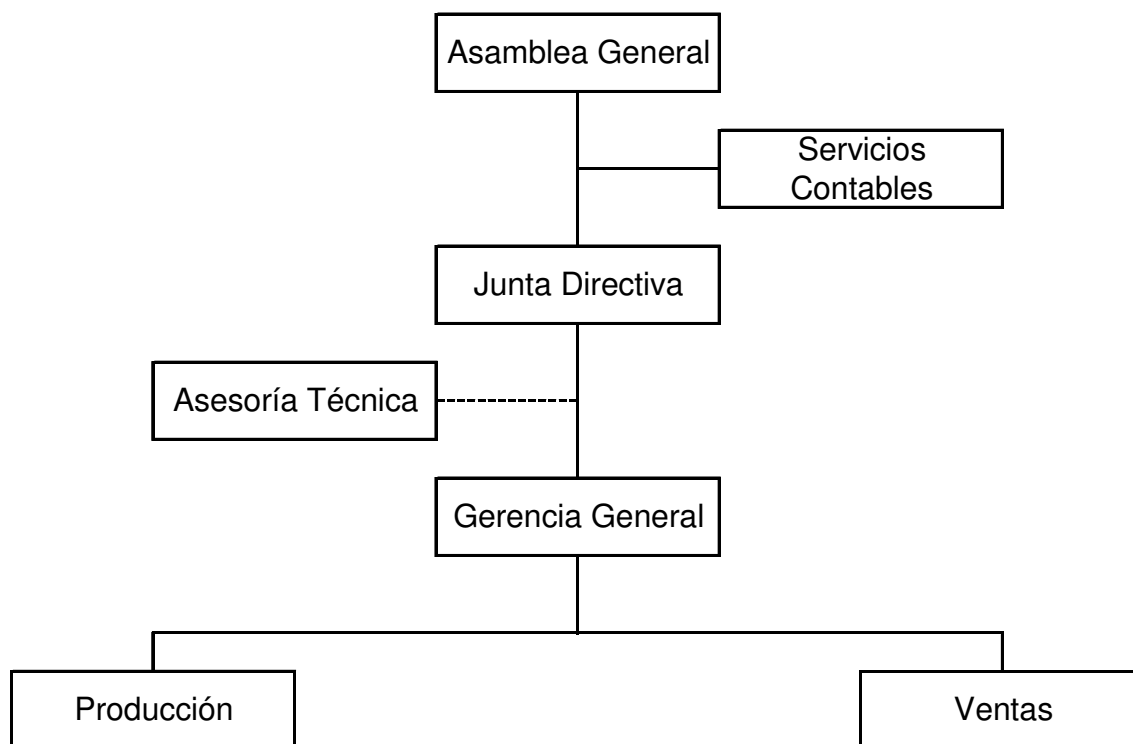 Asamblea General
Servicios
Contables
Junta Directiva
Asesoría Técnica
Gerencia General
Producción
Ventas